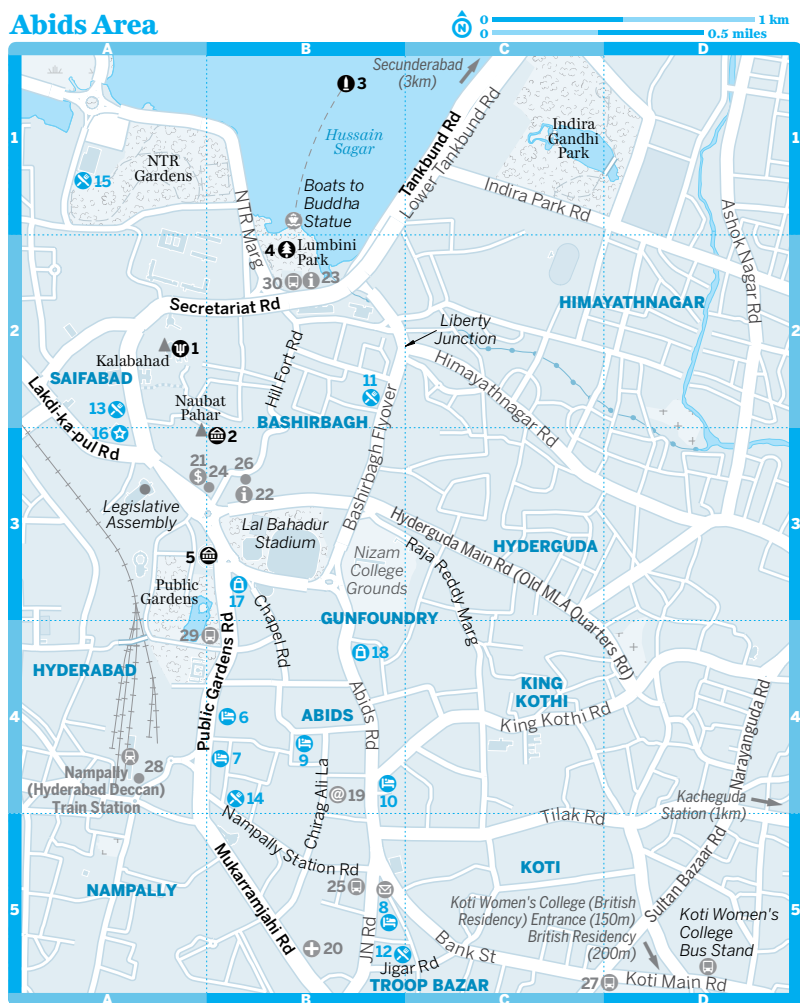 Abids Area
N
0 1 km
0 0.5 miles
A B C D
Secunderabad
(3km)
3
Hussain
Sagar
Tankbund Rd
Lower Tankbund Rd
Indira
Gandhi
Park
1 1
NTR
Gardens
15
Boats to
Buddha
Statue
Indira Park Rd
NTR Marg
Ashok Nagar Rd
4 Lumbini
Park
30 i 23
Secretariat Rd
HIMAYATHNAGAR
2 2
Liberty
Junction
Kalabahad 1
SAIFABAD
Hill Fort Rd
Himayathnagar Rd
11
Naubat
Pahar
13
Lakdi-ka-pul Rd
BASHIRBAGH
Bashirbagh Flyover
16
2
21 $ 24 26
i 22
Legislative
Assembly
3 3
Lal Bahadur
Stadium
Hyderguda Main Rd (Old MLA Quarters Rd)
HYDERGUDA
Raja Reddy Marg
Nizam
College
Grounds
5
Public
Gardens
17
Chapel Rd
GUNFOUNDRY
29
18
HYDERABAD
Public Gardens Rd
Abids Rd
KING
KOTHI
Narayanguda Rd
4 4
6
ABIDS
King Kothi Rd
9
7
Nampally
(Hyderabad Deccan)
Train Station
28
Chirag Ali La
14
@ 19
10
Kacheguda
Station (1km)
Nampally Station Rd
Tilak Rd
Mukarramjahi Rd
KOTI
Sultan Bazaar Rd
NAMPALLY
25
8
Koti Women's College (British
Residency) Entrance (150m)
British Residency
(200m)
Koti Women's
College
Bus Stand
5 5
JN Rd
Bank St
20
12
Jigar Rd
TROOP BAZAR
27
Koti Main Rd
A B C D